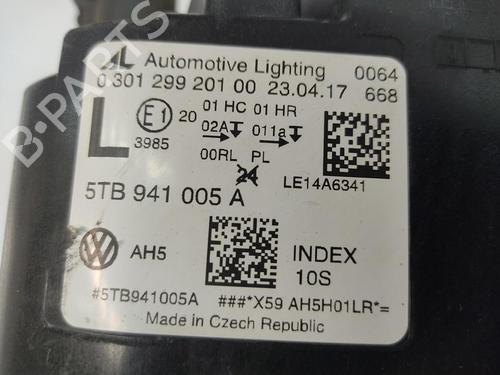 AL Automotive Lighting 0064
0 301 299 201 00 23.04.17 668
L E1 20 01 HC 01 HR
02A 011a
3985
00RL PL
24
LE14A6341
5TB 941 005 A
VW AH5 INDEX
10S
#5TB941005A ###*X59 AH5H01LR*=
Made in Czech Republic
B-PARTS